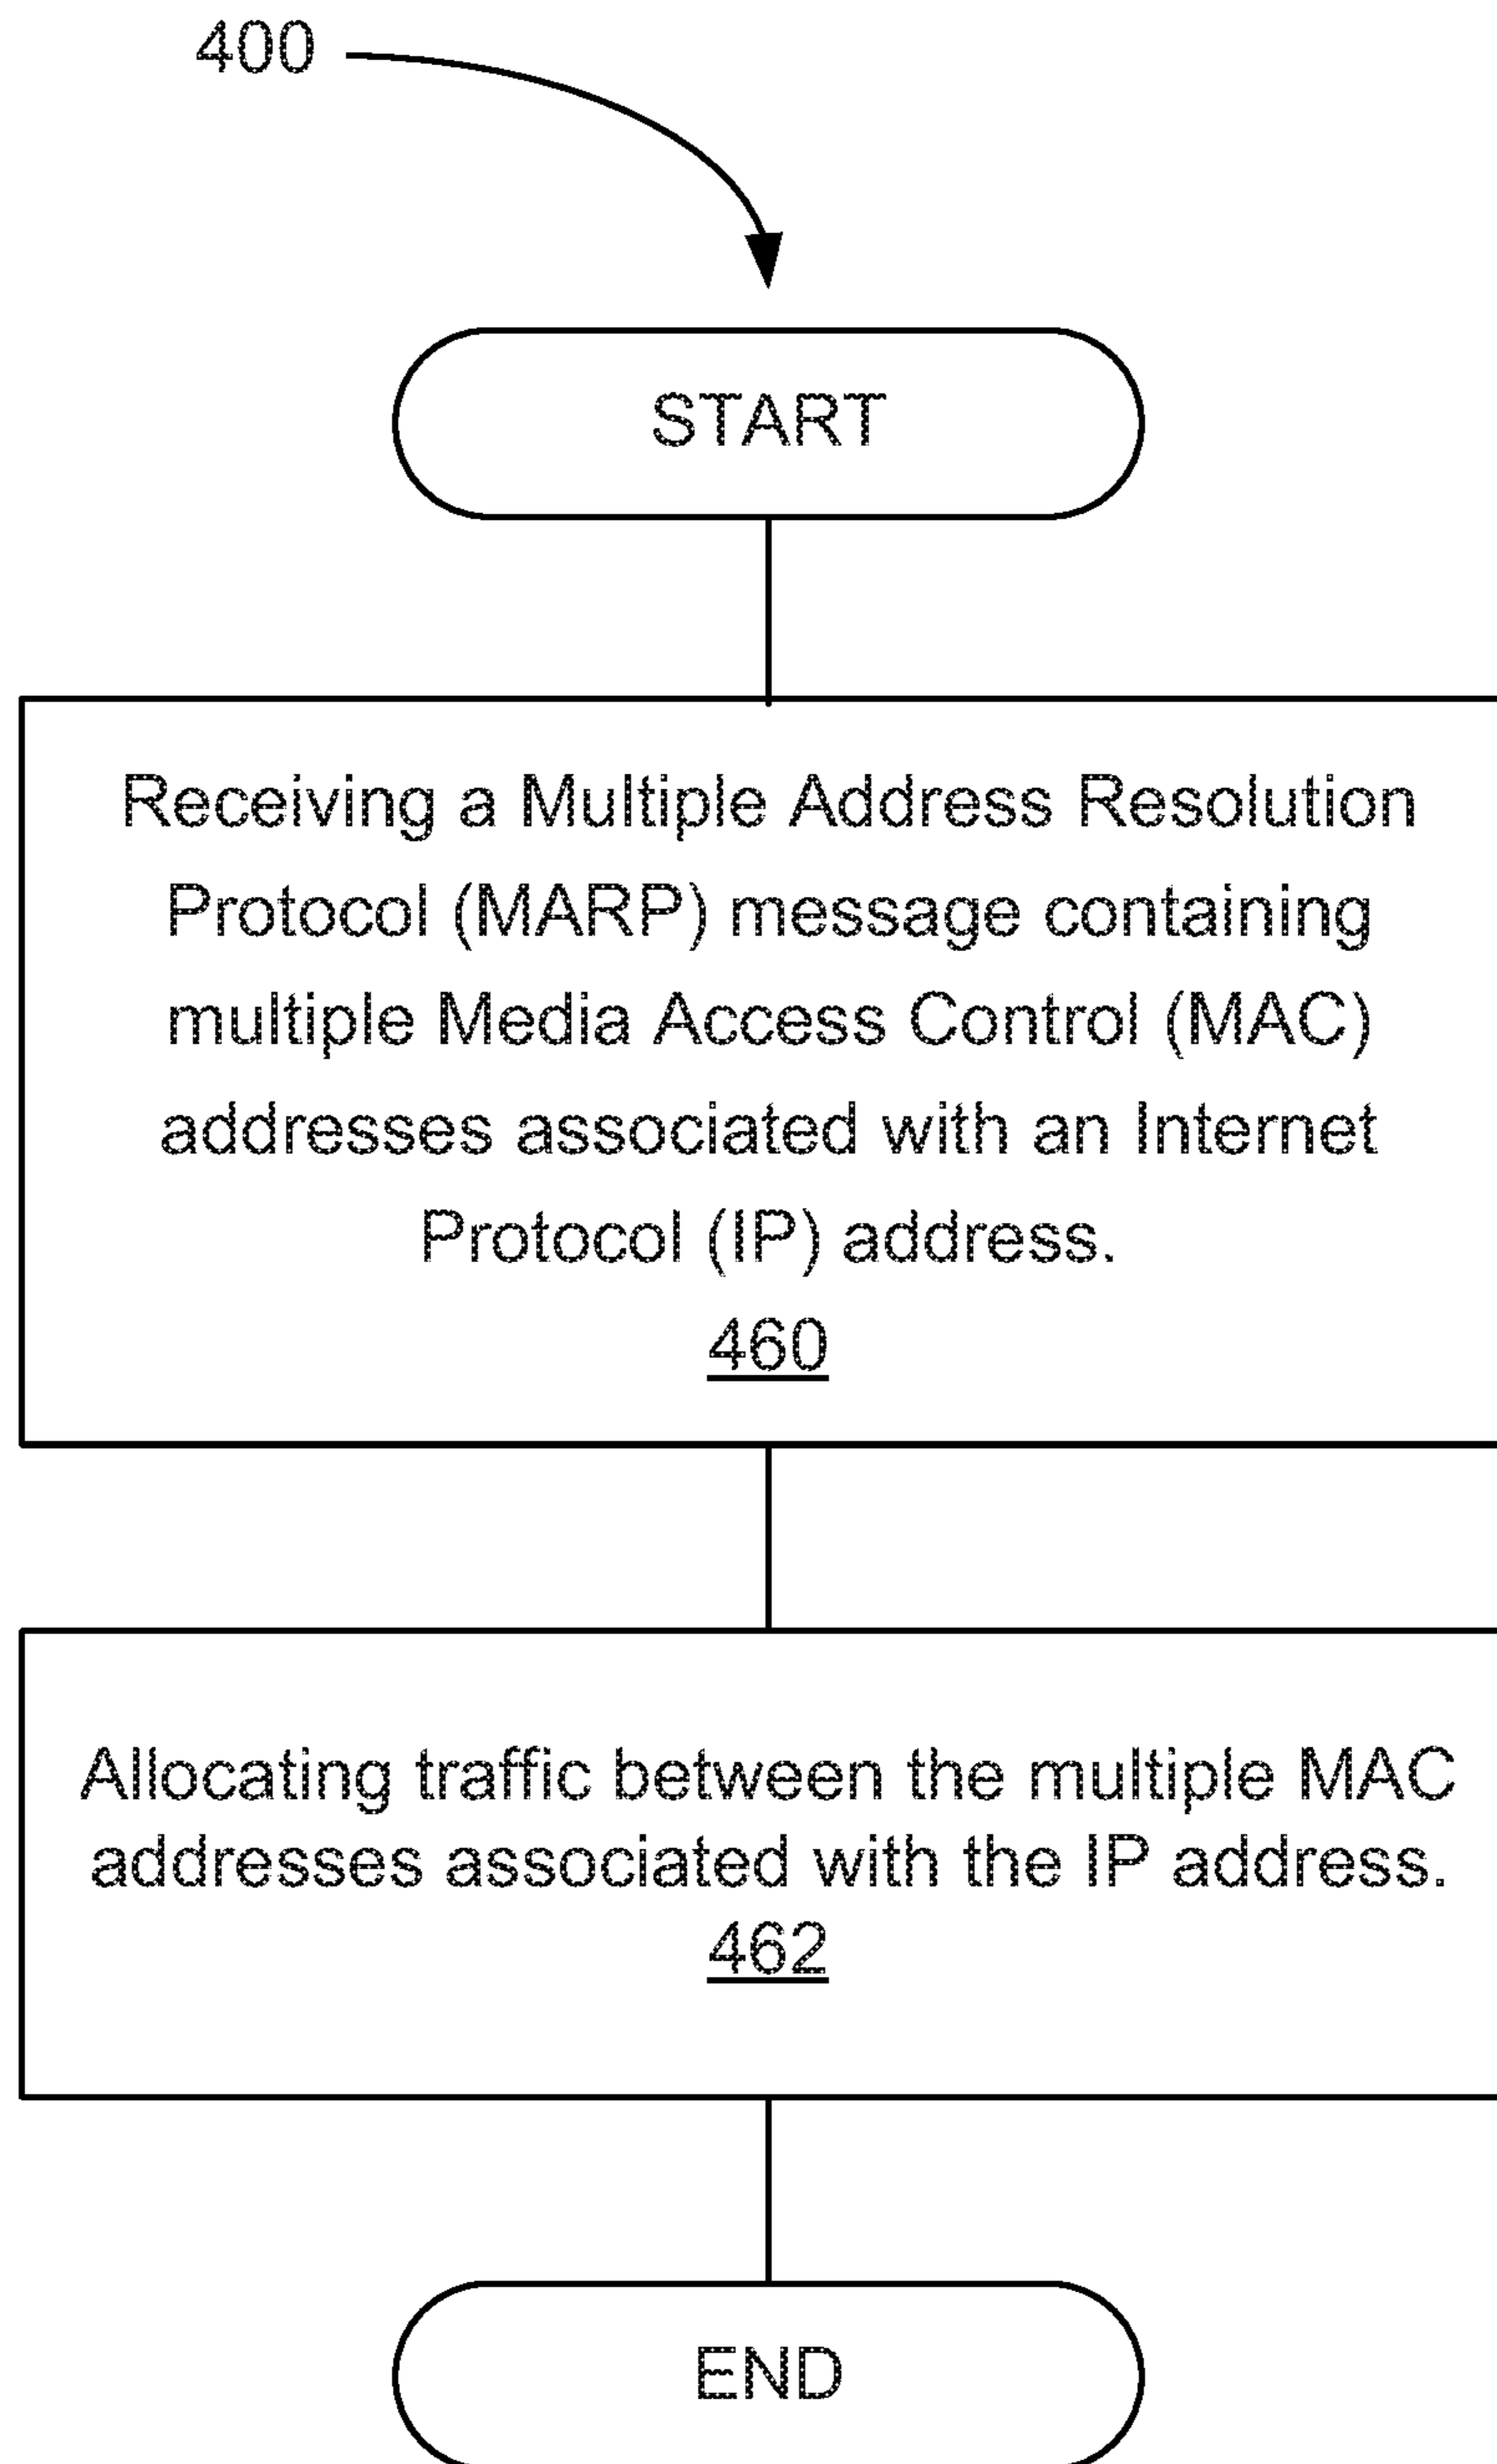 400
START
Receiving a Multiple Address Resolution
Protocol (MARP) message containing
multiple Media Access Control (MAC)
addresses associated with an Internet
Protocol (IP) address.
460
Allocating traffic between the multiple MAC
addresses associated with the IP address.
462
END